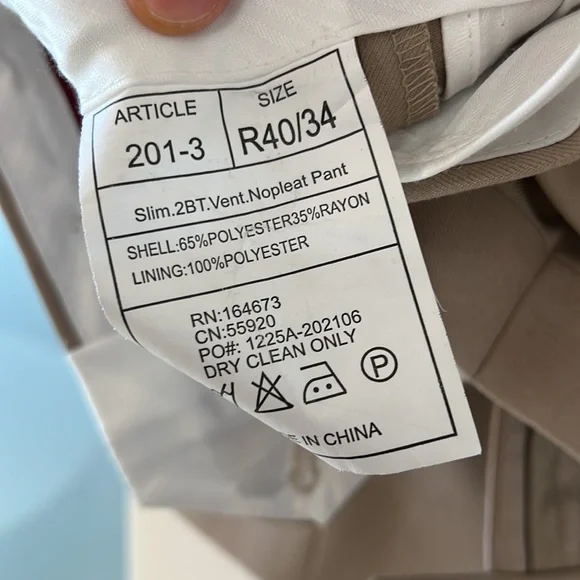 ARTICLE
SIZE
201-3
R40/34
Slim.2BT.Vent.Nopleat Pant
SHELL:65%POLYESTER35%RAYON
LINING:100%POLYESTER
RN:164673
CN:55920
PO#: 1225A-202106
DRY CLEAN ONLY
P
IN CHINA